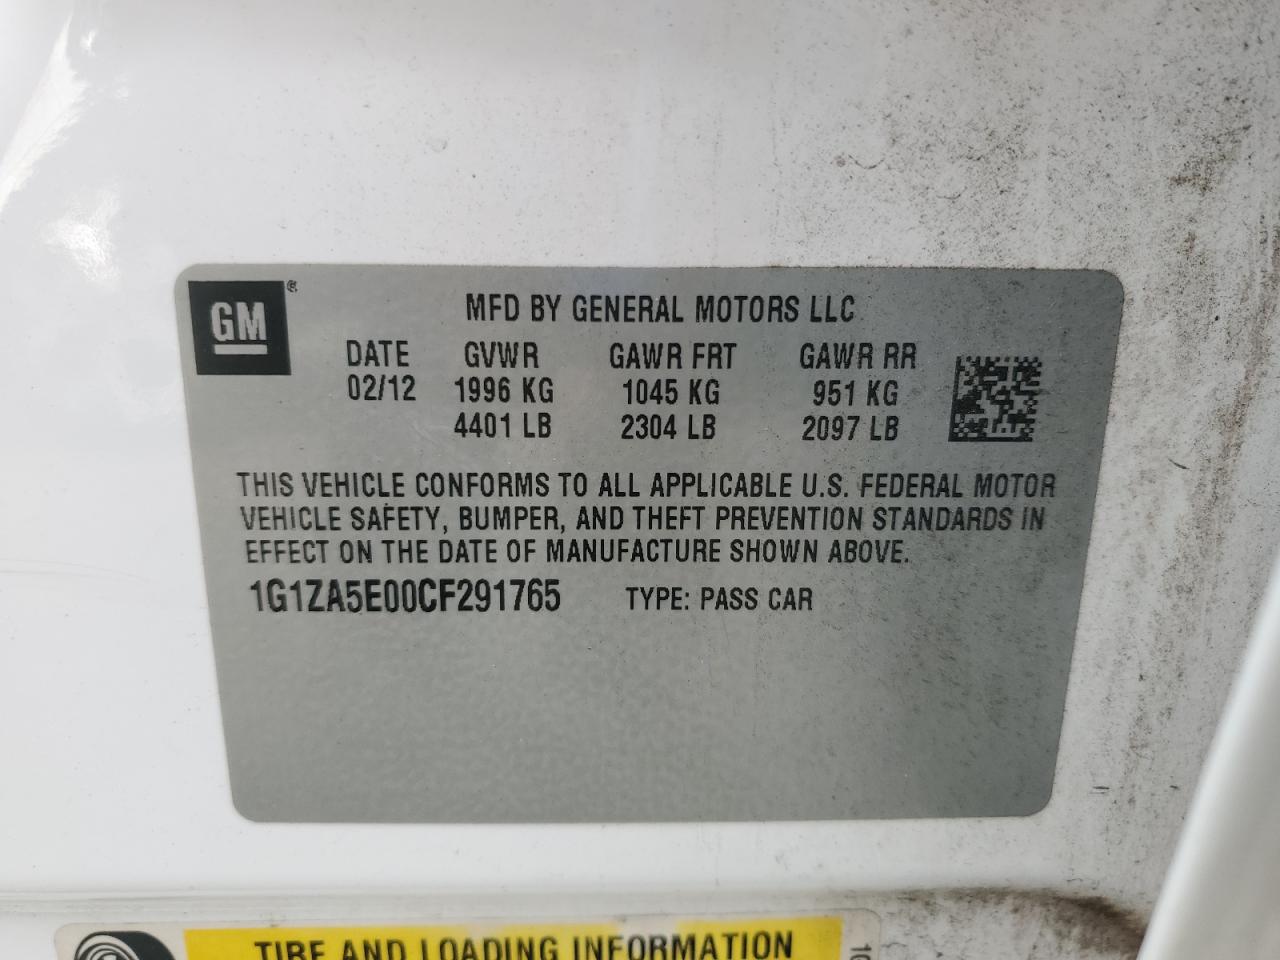 GM ®
MFD BY GENERAL MOTORS LLC
DATE GVWR GAWR FRT GAWR RR
02/12 1996 KG 1045 KG 951 KG
4401 LB 2304 LB 2097 LB
THIS VEHICLE CONFORMS TO ALL APPLICABLE U.S. FEDERAL MOTOR
VEHICLE SAFETY, BUMPER, AND THEFT PREVENTION STANDARDS IN
EFFECT ON THE DATE OF MANUFACTURE SHOWN ABOVE.
1G1ZA5E00CF291765 TYPE: PASS CAR
TIRE AND LOADING INFORMATION